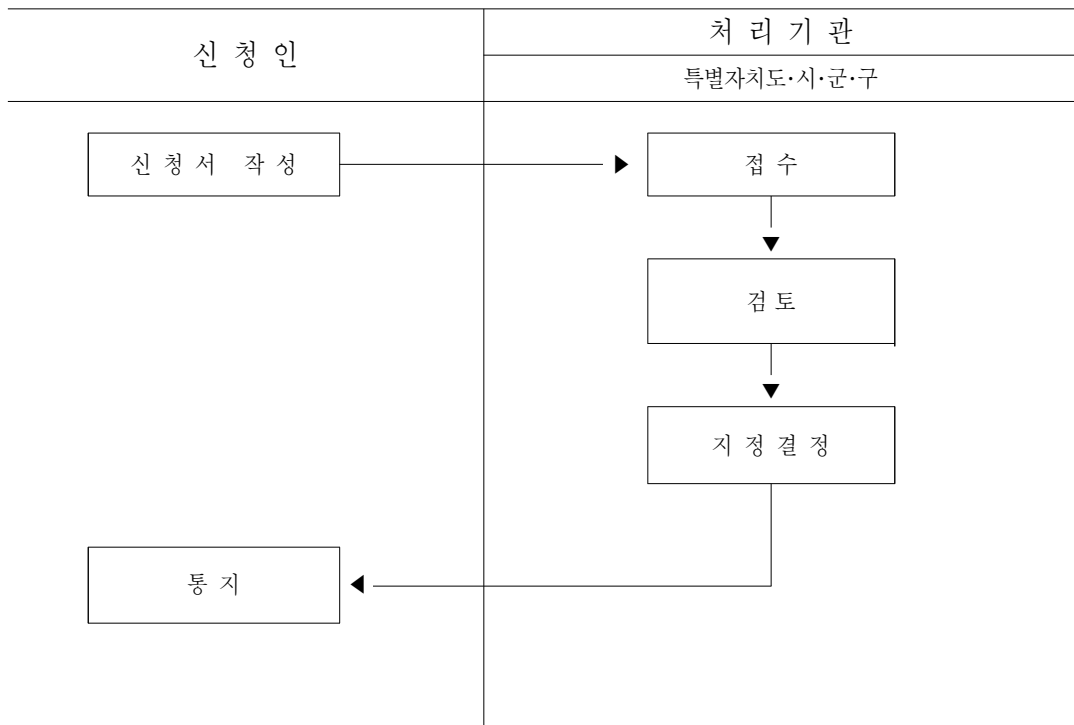 신 청 인
처 리 기 관
특별자치도·시·군·구
신 청 서 작 성
접 수
검 토
지 정 결 정
통 지